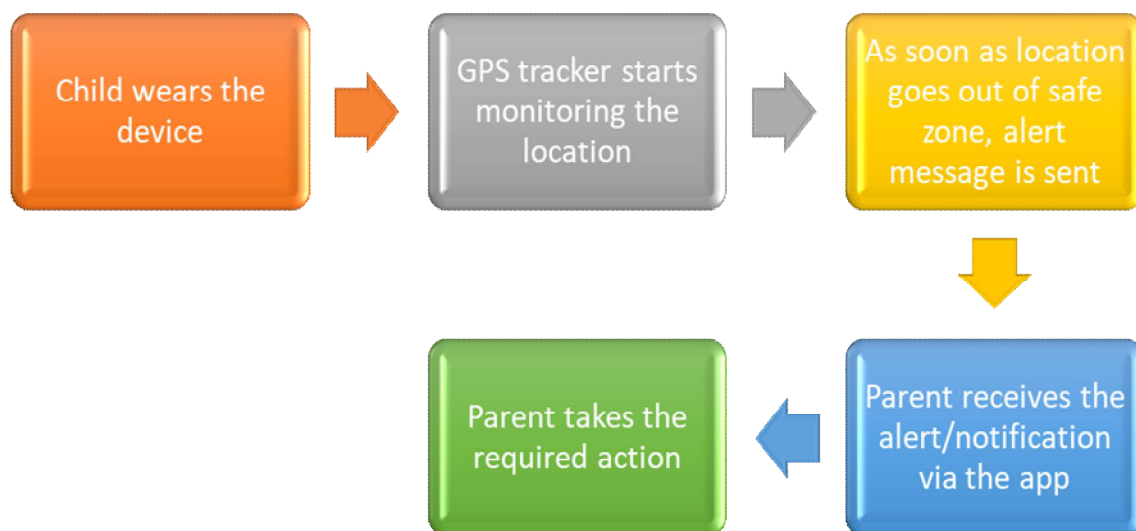 Child wears the
device
GPS tracker starts
monitoring the
location
As soon as location
goes out of safe
zone, alert
message is sent
Parent receives the
alert/notification
via the app
Parent takes the
required action